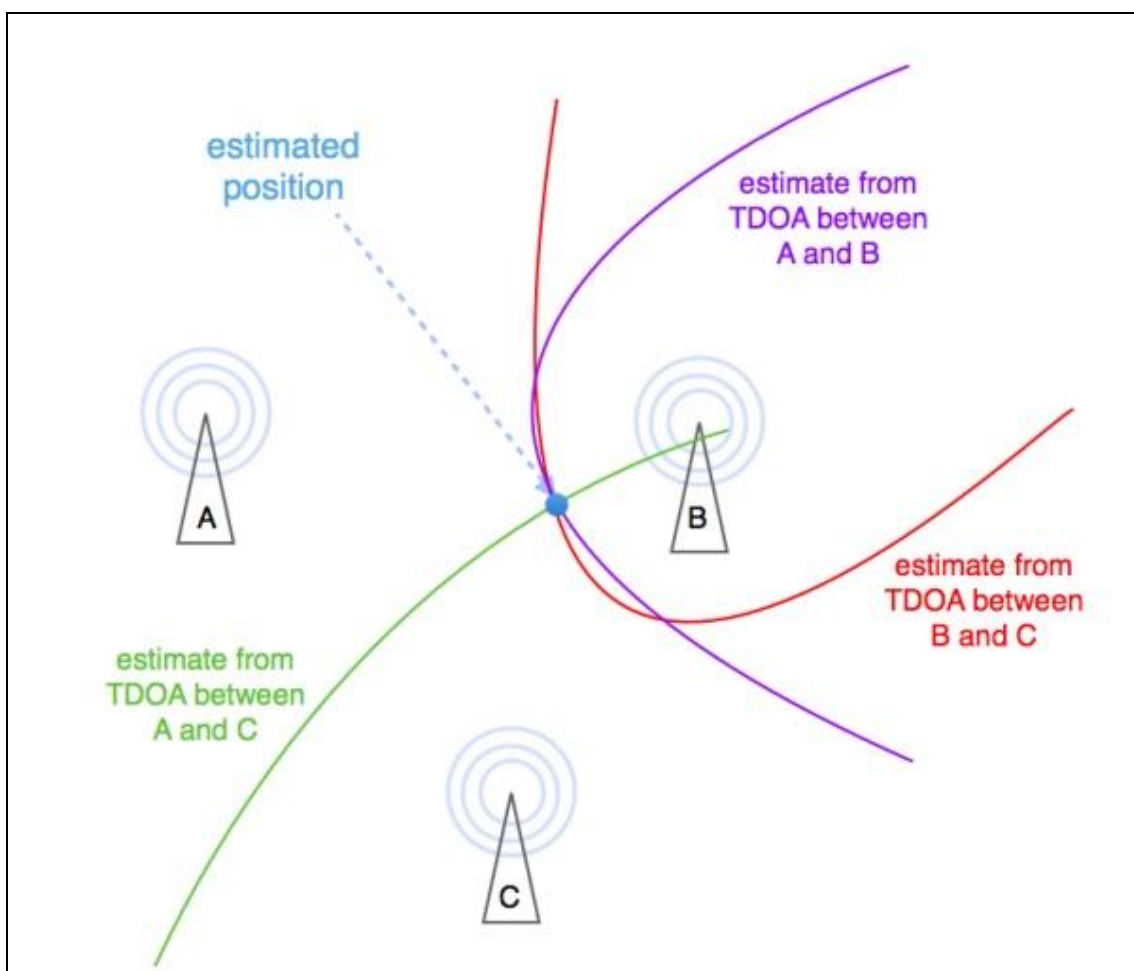 estimated
position
estimate from
TDOA between
A and B
A
B
estimate from
TDOA between
B and C
estimate from
TDOA between
A and C
C